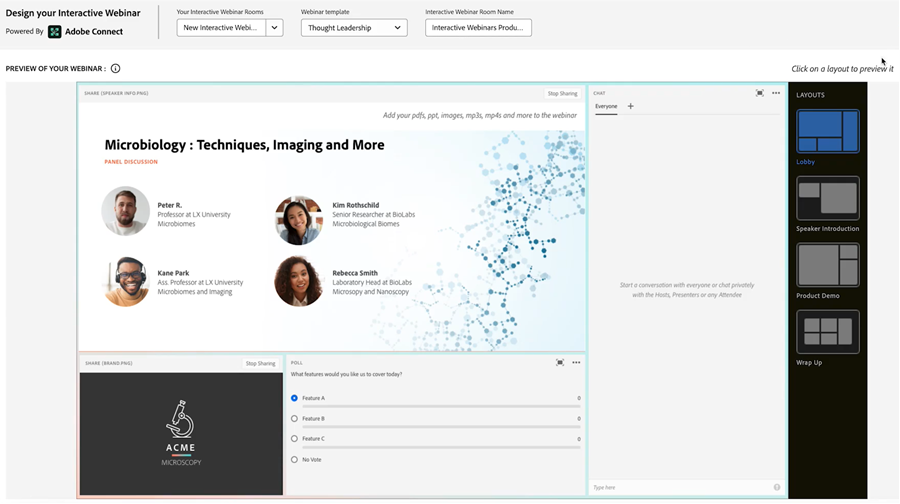 Design your Interactive Webinar
Powered By Adobe Connect
Your Interactive Webinar Rooms
New Interactive Webi...
Webinar template
Thought Leadership
Interactive Webinar Room Name
Interactive Webinars Produ...
PREVIEW OF YOUR WEBINAR :
Click on a layout to preview it
SHARE (SPEAKER INFO.PNG)
Stop Sharing
Add your pdfs, ppt, images, mp3s, mp4s and more to the webinar
Microbiology : Techniques, Imaging and More
PANEL DISCUSSION
Peter R.
Professor at LX University
Microbiomes
Kim Rothschild
Senior Researcher at BioLabs
Microbiological Biomes
Kane Park
Ass. Professor at LX University
Microbiomes and Imaging
Rebecca Smith
Laboratory Head at BioLabs
Microsopy and Nanoscopy
SHARE (BRAND.PNG)
Stop Sharing
ACME
MICROSCOPY
POLL
What features would you like us to cover today?
Feature A 0
Feature B 0
Feature C 0
No Vote
CHAT
Everyone +
Start a conversation with everyone or chat privately
with the Hosts, Presenters or any Attendee
Type here
LAYOUTS
Lobby
Speaker Introduction
Product Demo
Wrap Up